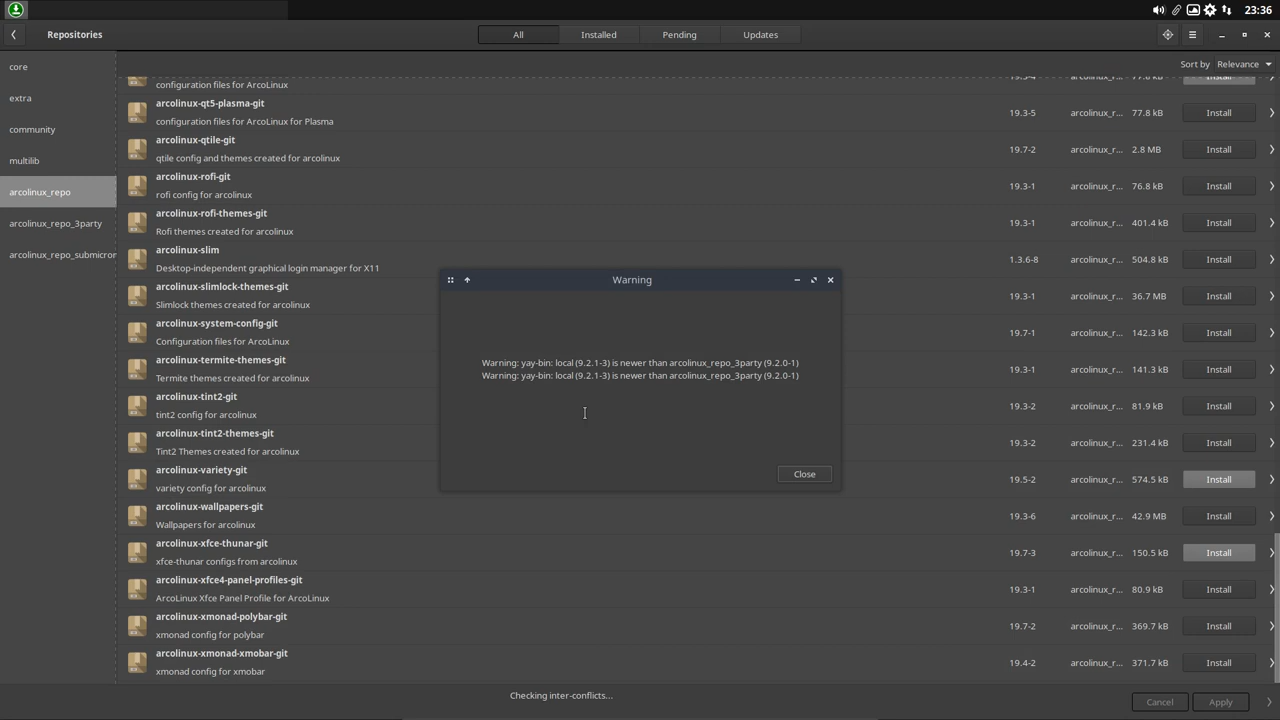 23:36
Repositories
All
Installed
Pending
Updates
Sort by
Relevance
core
extra
community
multilib
arcolinux_repo
arcolinux_repo_3party
arcolinux_repo_submicror
configuration files for ArcoLinux
arcolinux-qt5-plasma-git
configuration files for ArcoLinux for Plasma
19.3-5
arcolinux_r...
77.8 kB
Install
arcolinux-qtile-git
qtile config and themes created for arcolinux
19.7-2
arcolinux_r...
2.8 MB
Install
arcolinux-rofi-git
rofi config for arcolinux
19.3-1
arcolinux_r...
76.8 kB
Install
arcolinux-rofi-themes-git
Rofi themes created for arcolinux
19.3-1
arcolinux_r...
401.4 kB
Install
arcolinux-slim
Desktop-independent graphical login manager for X11
1.3.6-8
arcolinux_r...
504.8 kB
Install
arcolinux-slimlock-themes-git
Slimlock themes created for arcolinux
19.3-1
arcolinux_r...
36.7 MB
Install
arcolinux-system-config-git
Configuration files for ArcoLinux
19.7-1
arcolinux_r...
142.3 kB
Install
arcolinux-termite-themes-git
Termite themes created for arcolinux
19.3-1
arcolinux_r...
141.3 kB
Install
arcolinux-tint2-git
tint2 config for arcolinux
19.3-2
arcolinux_r...
81.9 kB
Install
arcolinux-tint2-themes-git
Tint2 Themes created for arcolinux
19.3-2
arcolinux_r...
231.4 kB
Install
arcolinux-variety-git
variety config for arcolinux
19.5-2
arcolinux_r...
574.5 kB
Install
arcolinux-wallpapers-git
Wallpapers for arcolinux
19.3-6
arcolinux_r...
42.9 MB
Install
arcolinux-xfce-thunar-git
xfce-thunar configs from arcolinux
19.7-3
arcolinux_r...
150.5 kB
Install
arcolinux-xfce4-panel-profiles-git
ArcoLinux Xfce Panel Profile for ArcoLinux
19.3-1
arcolinux_r...
80.9 kB
Install
arcolinux-xmonad-polybar-git
xmonad config for polybar
19.7-2
arcolinux_r...
369.7 kB
Install
arcolinux-xmonad-xmobar-git
xmonad config for xmobar
19.4-2
arcolinux_r...
371.7 kB
Install
Warning
Warning: yay-bin: local (9.2.1-3) is newer than arcolinux_repo_3party (9.2.0-1)
Warning: yay-bin: local (9.2.1-3) is newer than arcolinux_repo_3party (9.2.0-1)
Close
Checking inter-conflicts...
Cancel
Apply